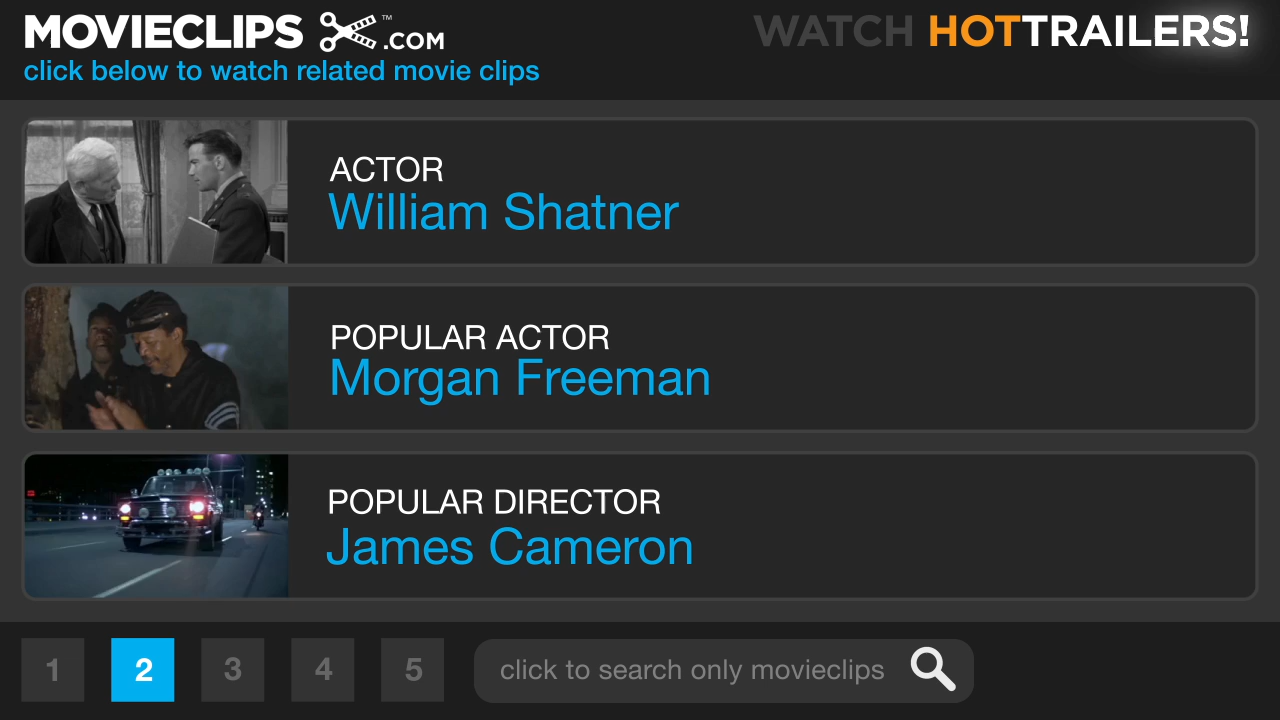 MOVIECLIPS ™ .COM
WATCH HOTTRAILERS!
click below to watch related movie clips
ACTOR
William Shatner
POPULAR ACTOR
Morgan Freeman
POPULAR DIRECTOR
James Cameron
1 2 3 4 5 click to search only movieclips